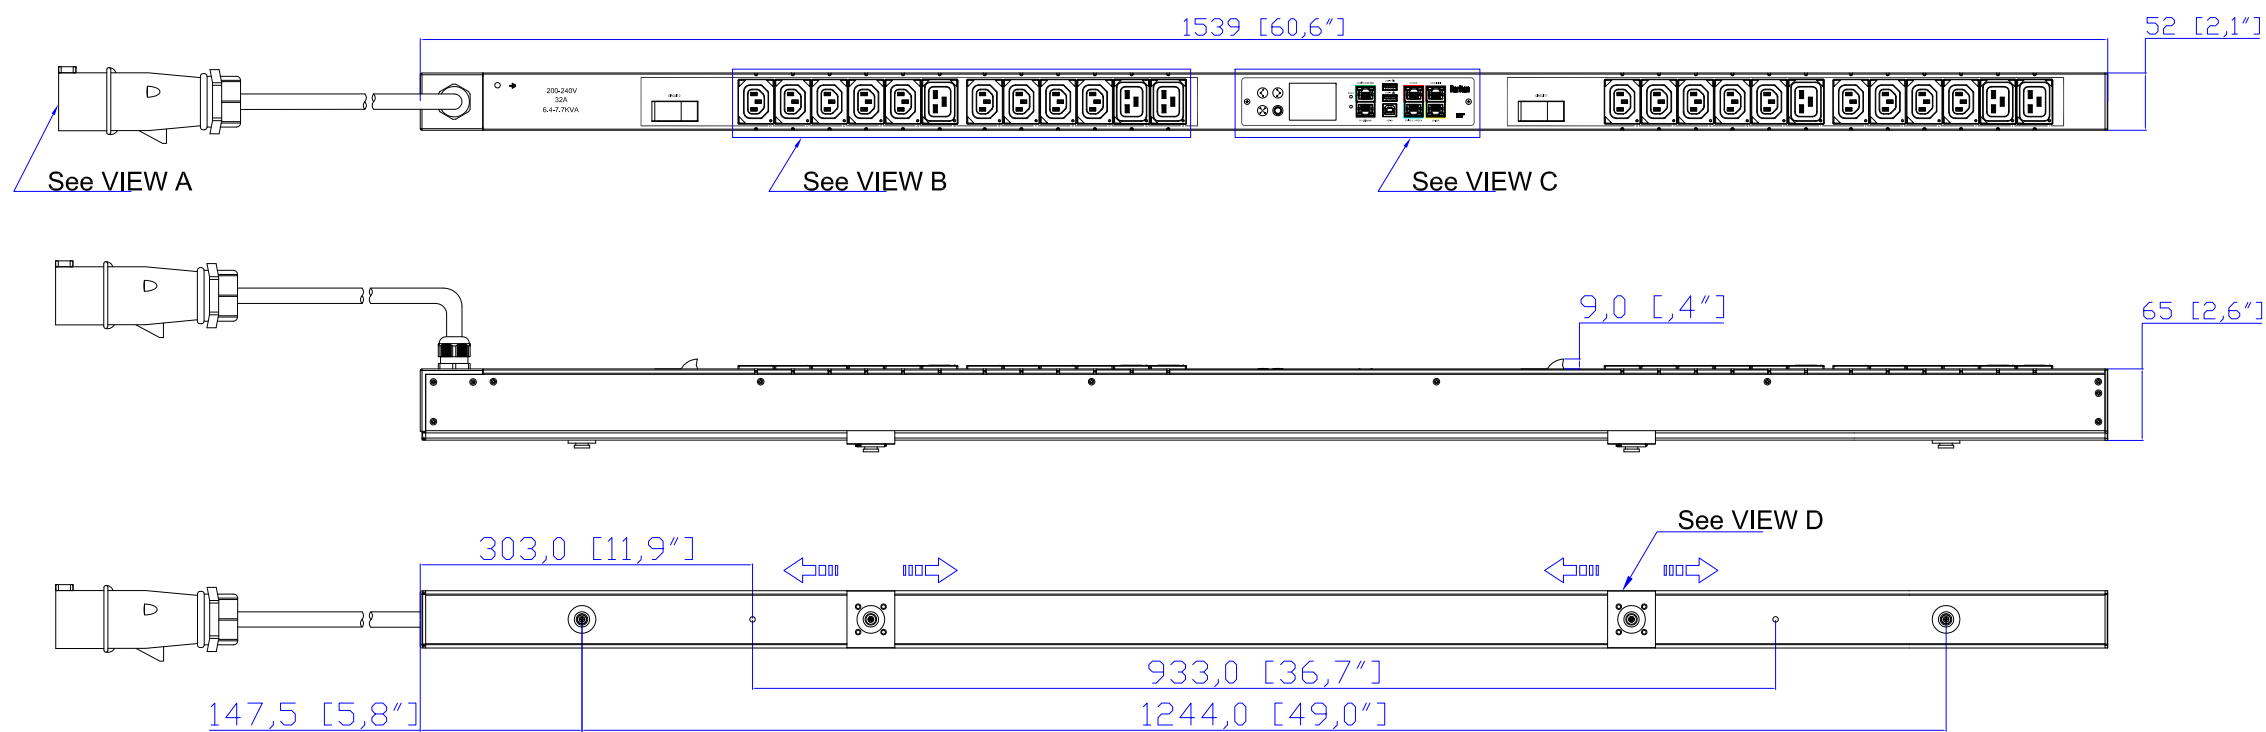 1539 [60,6″]
52 [2,1″]
200-240V
32A
6.4-7.7KVA
Raritan
See VIEW A
See VIEW B
See VIEW C
9,0 [,4″]
65 [2,6″]
See VIEW D
303,0 [11,9″]
933,0 [36,7″]
147,5 [5,8″]
1244,0 [49,0″]